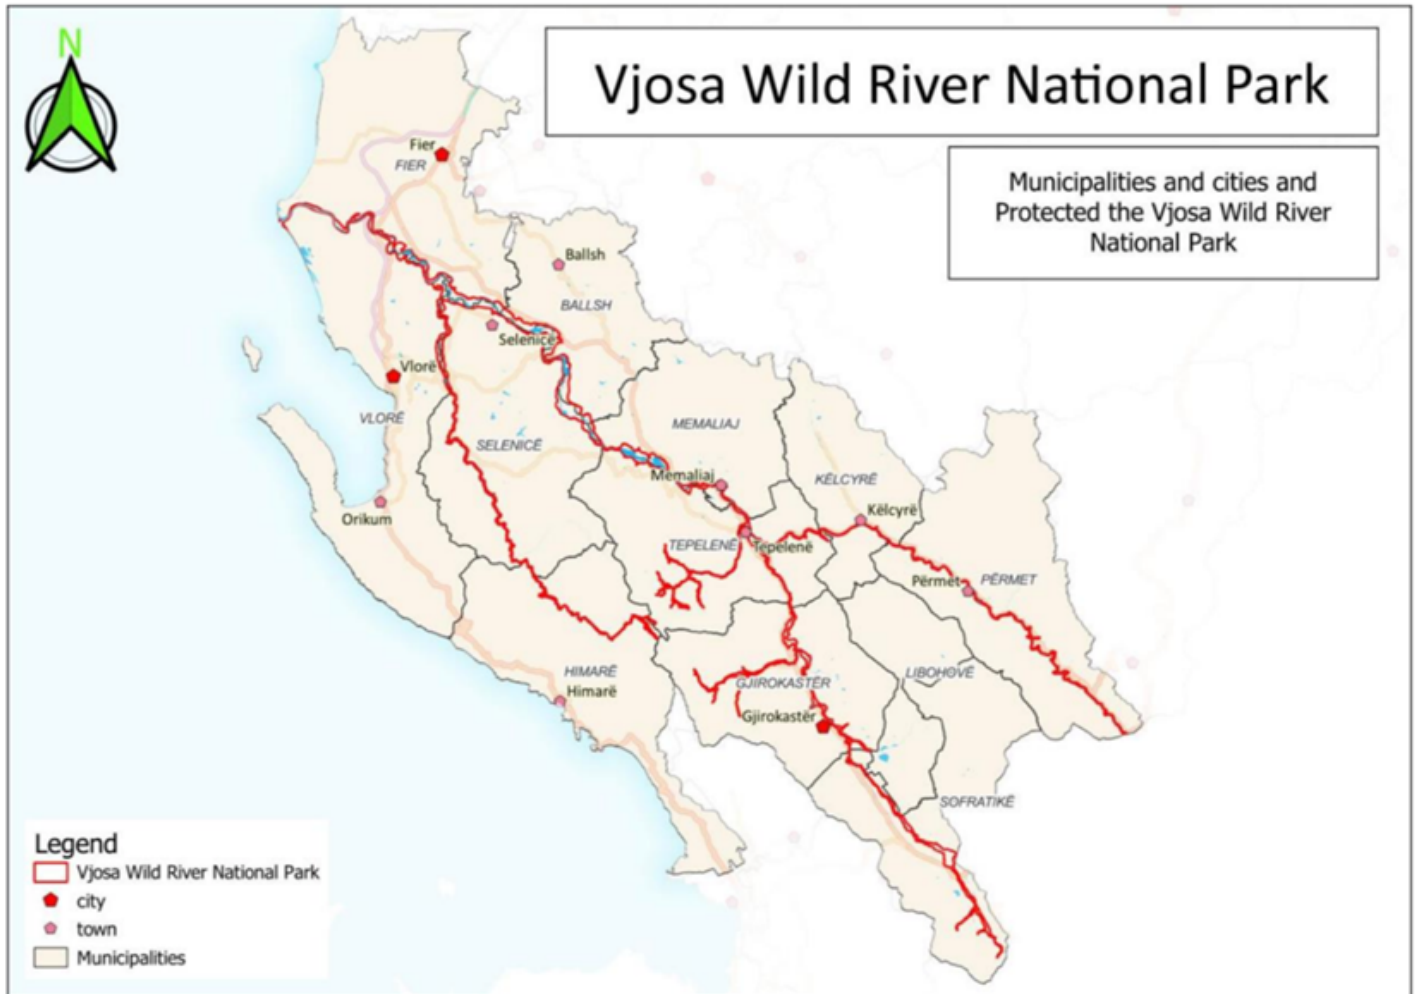 N
Vjosa Wild River National Park
Municipalities and cities and
Protected the Vjosa Wild River
National Park
Fier
FIER
Ballsh
BALLSH
Selenicë
Vlorë
VLORË
SELENICË
MEMALIAJ
Memaliaj
KËLCYRË
Këlcyrë
Orikum
TEPELENË
Tepelenë
Përmet
PËRMET
HIMARË
Himarë
LIBOHOVË
GJIROKASTËR
Gjirokastër
SOFRATIKË
Legend
Vjosa Wild River National Park
city
town
Municipalities